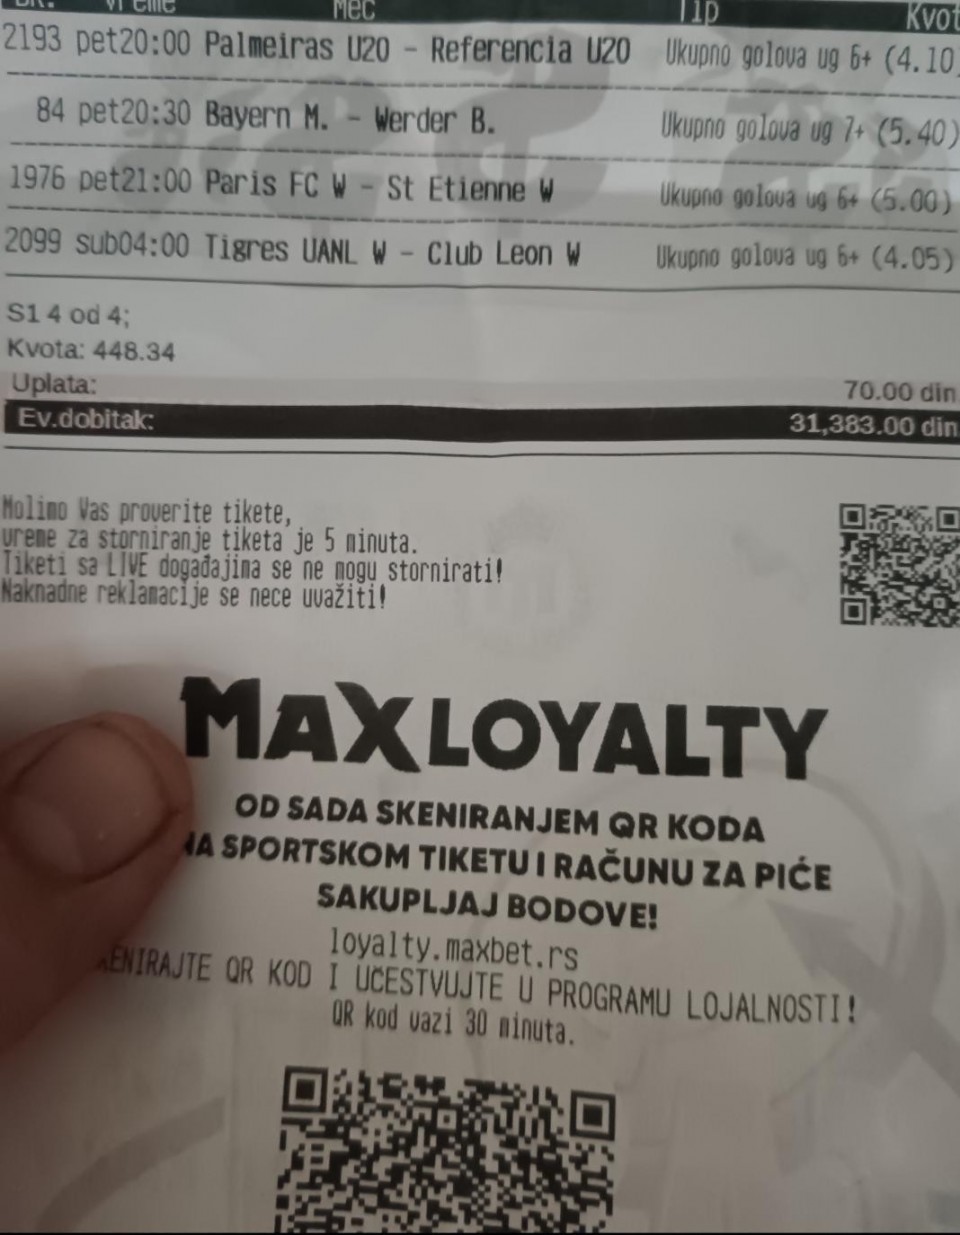 Vreme Meč Tip Kvot
2193 pet20:00 Palmeiras U20 - Referencia U20 Ukupno golova ug 6+ (4.10)
84 pet20:30 Bayern M. - Werder B. Ukupno golova ug 7+ (5.40)
1976 pet21:00 Paris FC W - St Etienne W Ukupno golova ug 6+ (5.00)
2099 sub04:00 Tigres UANL W - Club Leon W Ukupno golova ug 6+ (4.05)
S1 4 od 4;
Kvota: 448.34
Uplata: 70.00 din
Ev.dobitak: 31,383.00 din
Molimo Vas proverite tikete,
vreme za storniranje tiketa je 5 minuta.
Tiketi sa LIVE događajima se ne mogu stornirati!
Naknadne reklamacije se nece uvažiti!
MAXLOYALTY
OD SADA SKENIRANJEM QR KODA
NA SPORTSKOM TIKETU I RAČUNU ZA PIĆE
SAKUPLJAJ BODOVE!
loyalty.maxbet.rs
KENIRAJTE QR KOD I UČESTVUJTE U PROGRAMU LOJALNOSTI!
QR kod vazi 30 minuta.